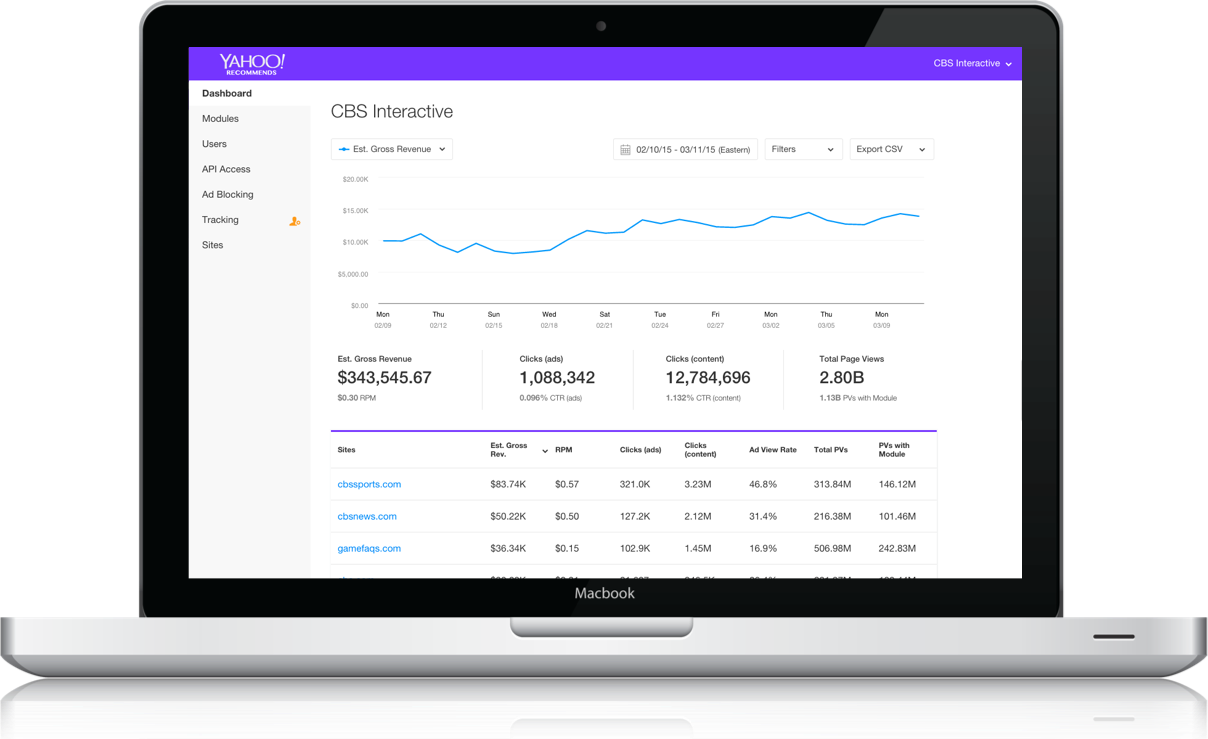 YAHOO!
RECOMMENDS
CBS Interactive
Dashboard
Modules
Users
API Access
Ad Blocking
Tracking
Sites
CBS Interactive
Est. Gross Revenue
02/10/15 - 03/11/15 (Eastern)
Filters
Export CSV
$20.00K
$15.00K
$10.00K
$5,000.00
$0.00
Mon Thu Sun Wed Sat Tue Fri Mon Thu Mon
02/09 02/12 02/15 02/18 02/21 02/24 02/27 03/02 03/05 03/09
Est. Gross Revenue
$343,545.67
$0.30 RPM
Clicks (ads)
1,088,342
0.096% CTR (ads)
Clicks (content)
12,784,696
1.132% CTR (content)
Total Page Views
2.80B
1.13B PVs with Module
Sites
Est. Gross
Rev.
RPM
Clicks (ads)
Clicks
(content)
Ad View Rate
Total PVs
PVs with
Module
cbssports.com $83.74K $0.57 321.0K 3.23M 46.8% 313.84M 146.12M
cbsnews.com $50.22K $0.50 127.2K 2.12M 31.4% 216.38M 101.46M
gamefaqs.com $36.34K $0.15 102.9K 1.45M 16.9% 506.98M 242.83M
Macbook